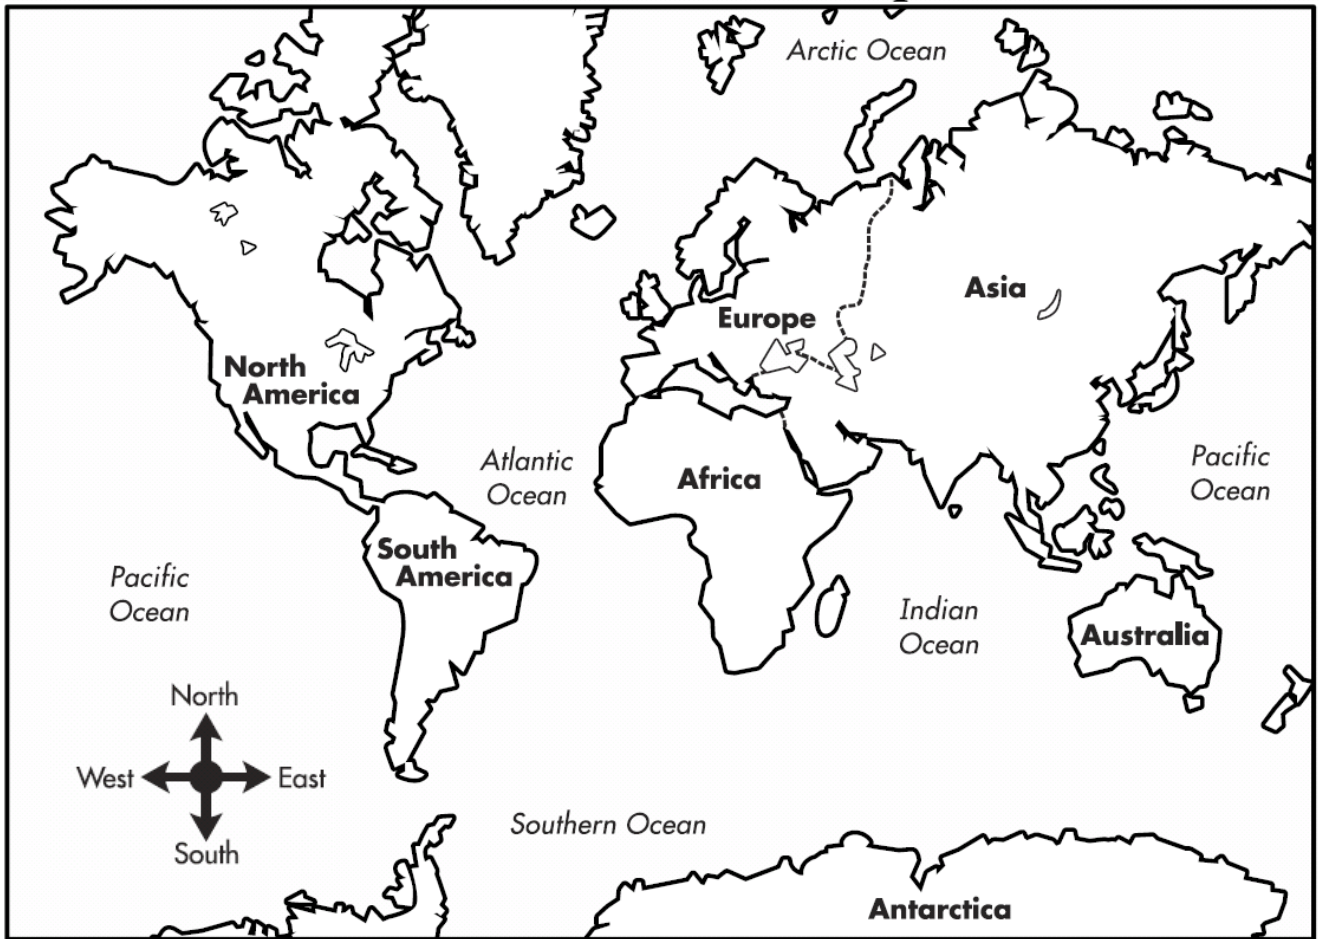 Arctic Ocean
Asia
Europe
North
America
Atlantic
Ocean
Africa
Pacific
Ocean
South
America
Pacific
Ocean
Indian
Ocean
Australia
North
West
East
South
Southern Ocean
Antarctica